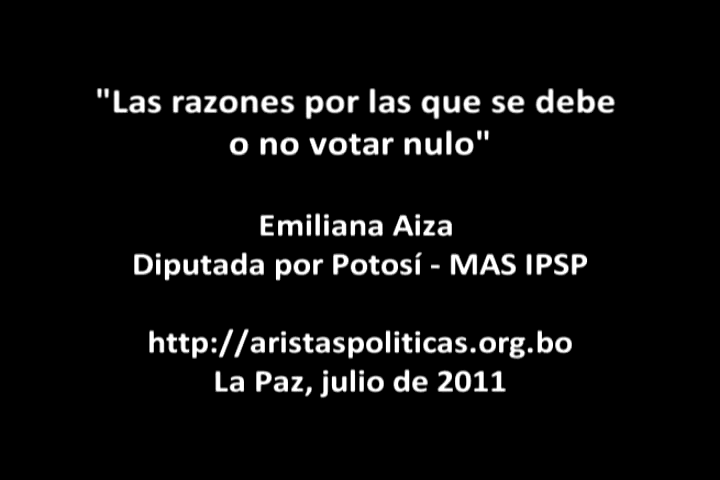 "Las razones por las que se debe
o no votar nulo"
Emiliana Aiza
Diputada por Potosí - MAS IPSP
http://aristaspoliticas.org.bo
La Paz, julio de 2011